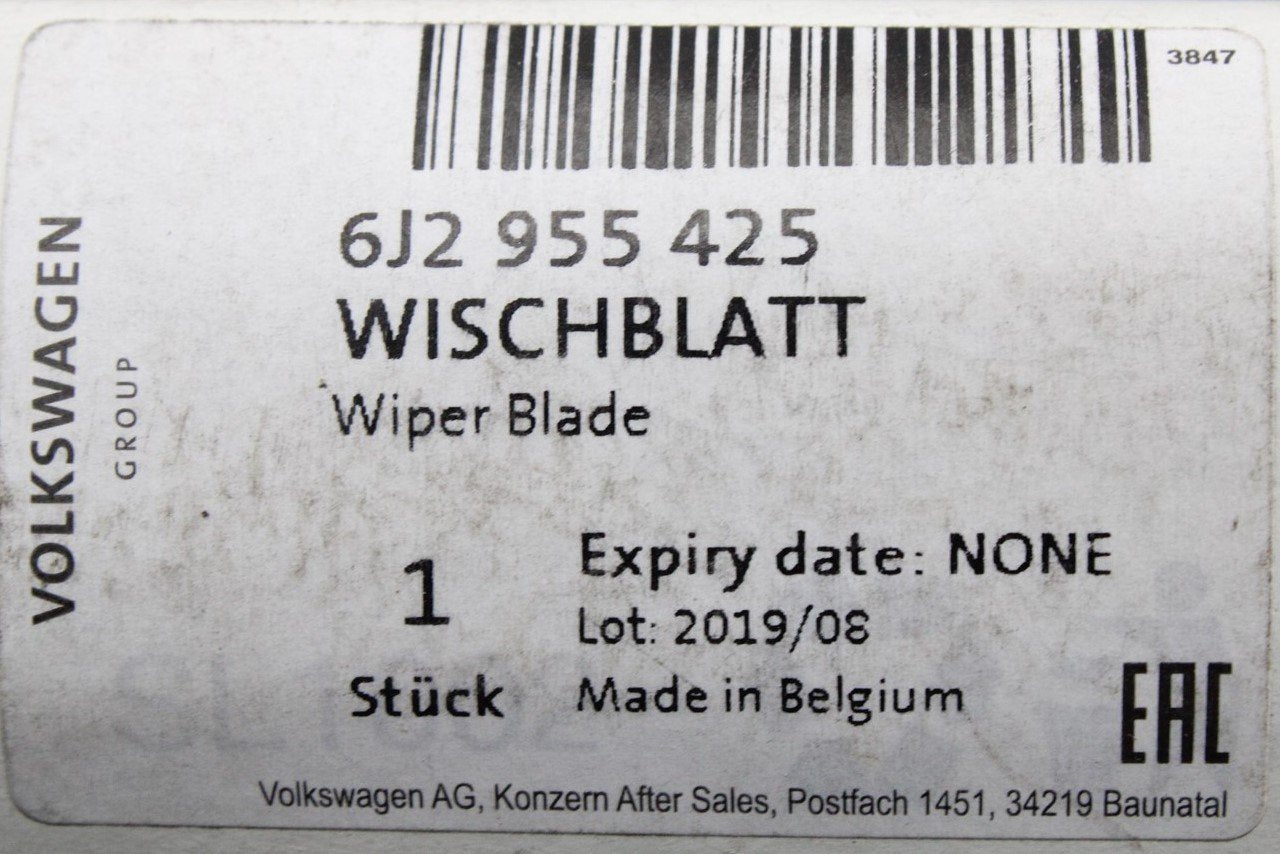 3847
6J2 955 425
WISCHBLATT
Wiper Blade
VOLKSWAGEN
GROUP
1
Stück
Expiry date: NONE
Lot: 2019/08
Made in Belgium
EAC
Volkswagen AG, Konzern After Sales, Postfach 1451, 34219 Baunatal